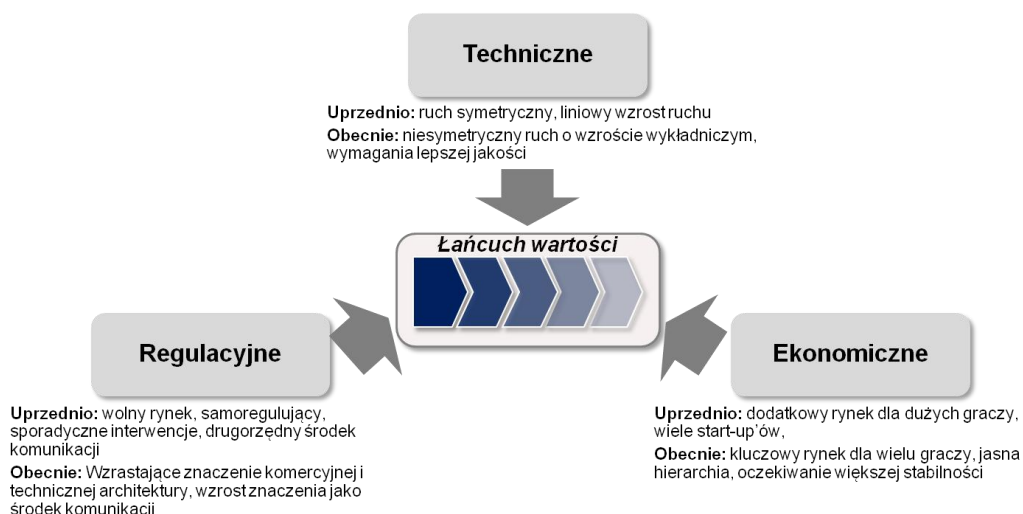 Techniczne
Uprzednio: ruch symetryczny, liniowy wzrost ruchu
Obecnie: niesymetryczny ruch o wzroście wykładniczym,
wymagania lepszej jakości
Łańcuch wartości
Regulacyjne
Uprzednio: wolny rynek, samoregulujący,
sporadyczne interwencje, drugorzędny środek
komunikacji
Obecnie: Wzrastające znaczenie komercyjnej i
technicznej architektury, wzrost znaczenia jako
środek komunikacji
Ekonomiczne
Uprzednio: dodatkowy rynek dla dużych graczy,
wiele start-up'ów,
Obecnie: kluczowy rynek dla wielu graczy, jasna
hierarchia, oczekiwanie większej stabilności